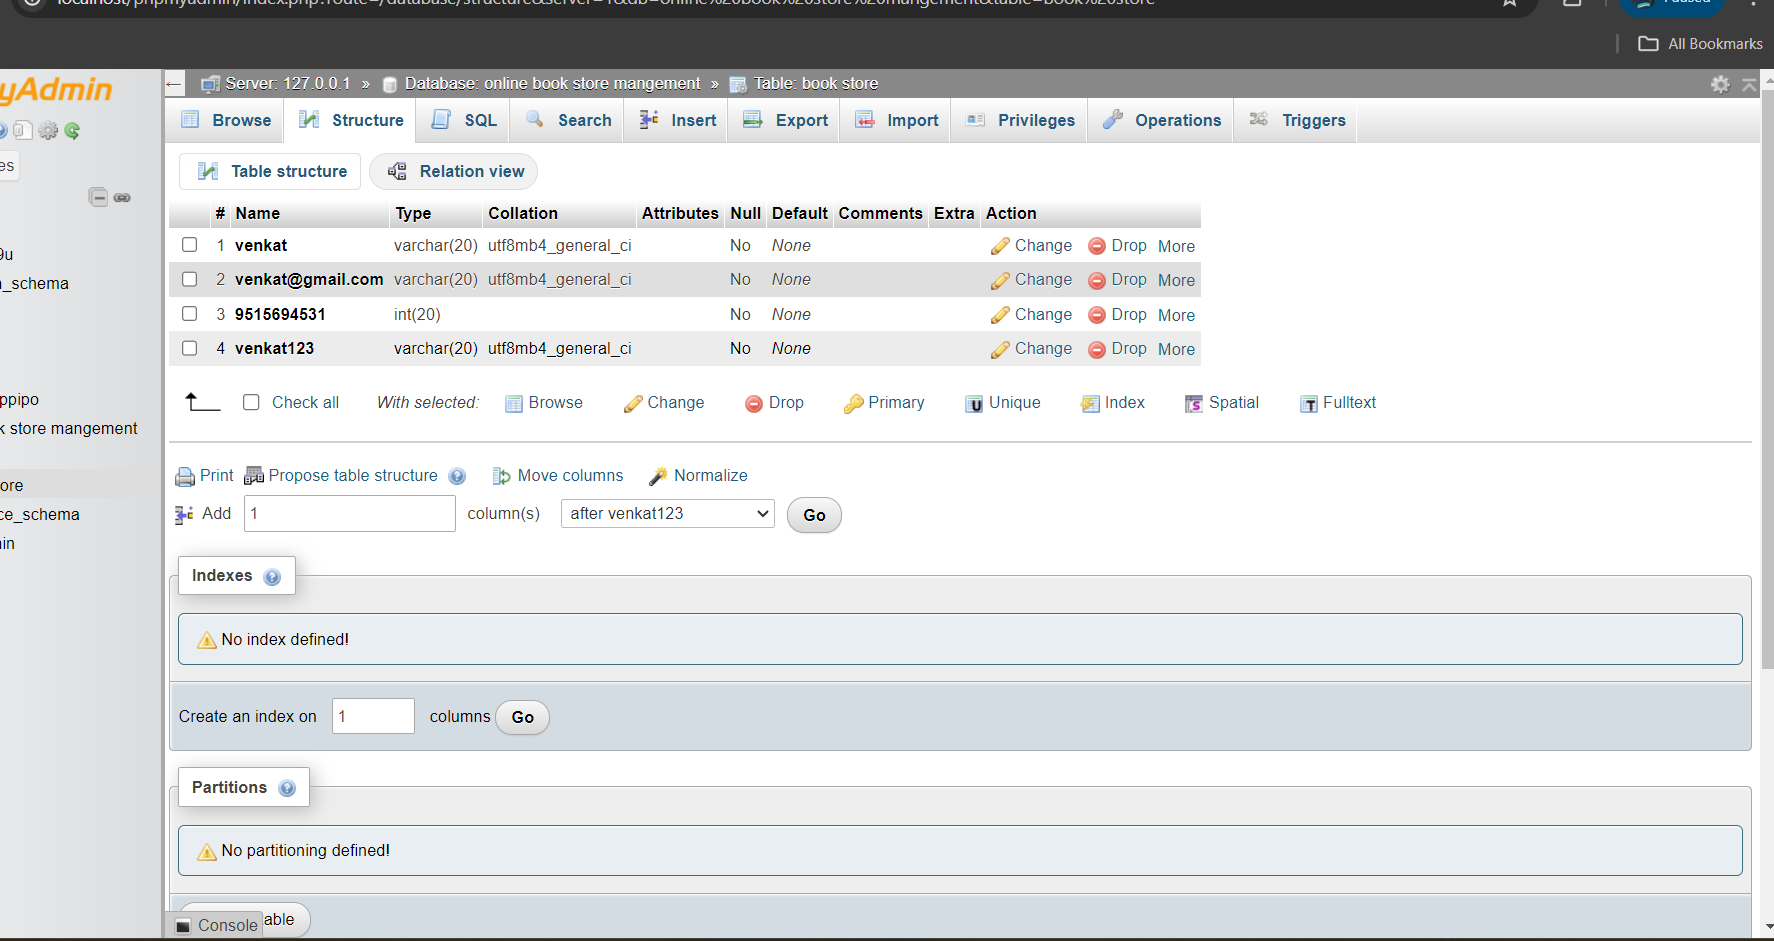 localhost/phpmyadmin/index.php?route=/database/structure&server=1&db=online%20book%20store%20mangement&table=book%20store
Paused
All Bookmarks
yAdmin
Server: 127.0.0.1 » Database: online book store mangement » Table: book store
Browse Structure SQL Search Insert Export Import Privileges Operations Triggers
es
Table structure Relation view
# Name Type Collation Attributes Null Default Comments Extra Action
1 venkat varchar(20) utf8mb4_general_ci No None Change Drop More
9u
2 venkat@gmail.com varchar(20) utf8mb4_general_ci No None Change Drop More
_schema
3 9515694531 int(20) No None Change Drop More
4 venkat123 varchar(20) utf8mb4_general_ci No None Change Drop More
ppipo
Check all With selected: Browse Change Drop Primary Unique Index Spatial Fulltext
k store mangement
Print Propose table structure Move columns Normalize
ore
Add 1 column(s) after venkat123 Go
ce_schema
in
Indexes
No index defined!
Create an index on 1 columns Go
Partitions
No partitioning defined!
able
Console